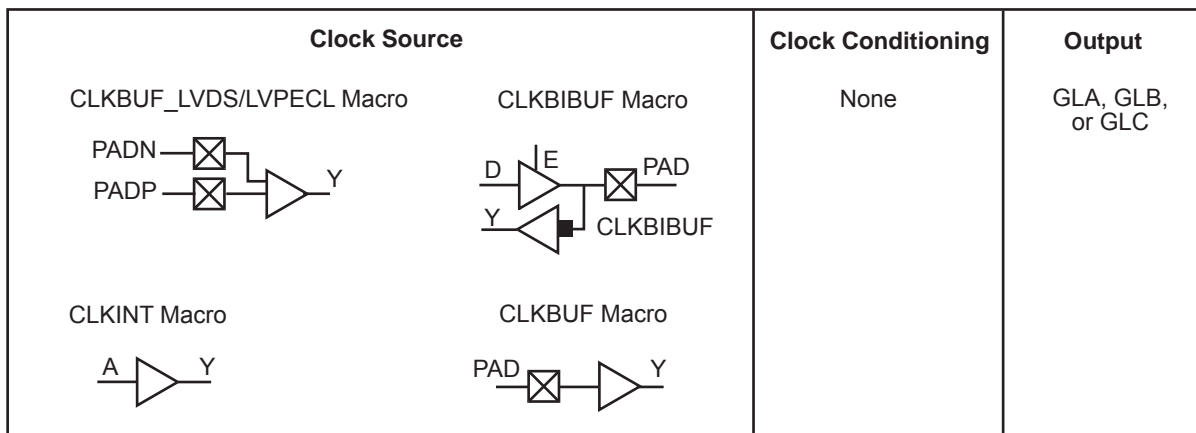 Clock Source
Clock Conditioning
Output
CLKBUF_LVDS/LVPECL Macro
CLKBIBUF Macro
None
GLA, GLB,
or GLC
PADN
PADP
Y
D
E
PAD
Y
CLKBIBUF
CLKINT Macro
CLKBUF Macro
A
Y
PAD
Y